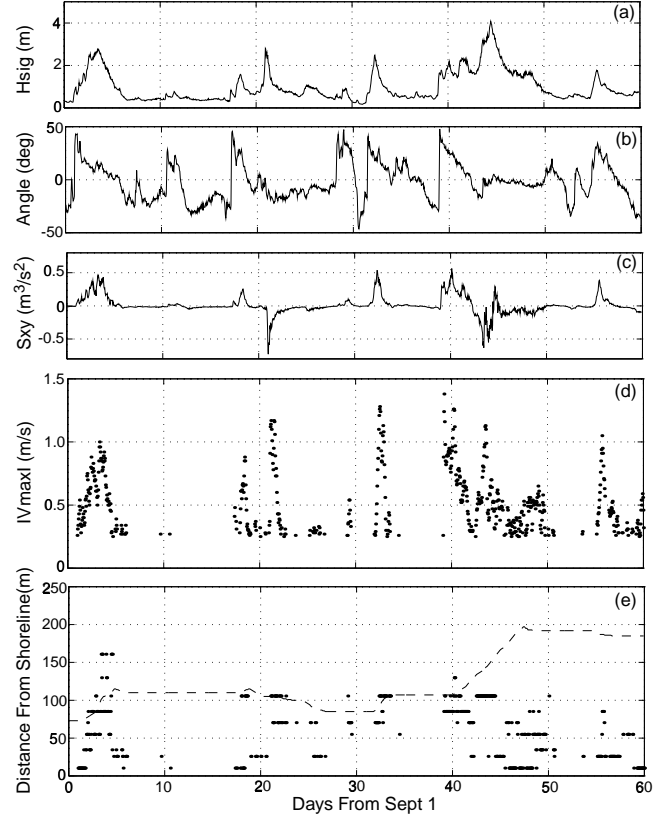 (a)
Hsig (m)
4
2
0
(b)
Angle (deg)
50
0
-50
(c)
Sxy (m³/s²)
0.5
0
-0.5
(d)
IVmaxI (m/s)
1.5
1.0
0.5
0
(e)
Distance From Shoreline(m)
250
200
150
100
50
0
0 10 20 30 40 50 60
Days From Sept 1